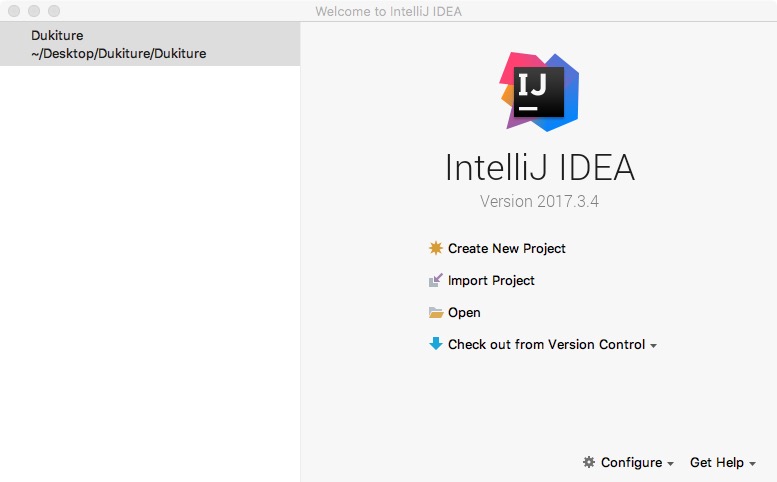 Welcome to IntelliJ IDEA
Dukiture
~/Desktop/Dukiture/Dukiture
IJ
IntelliJ IDEA
Version 2017.3.4
Create New Project
Import Project
Open
Check out from Version Control
Configure
Get Help